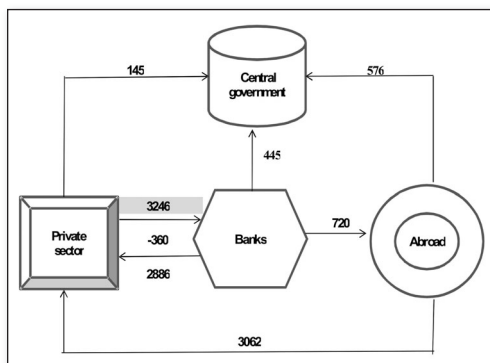 145
Central
government
576
445
3246
Private
sector
-360
Banks
720
Abroad
2886
3062